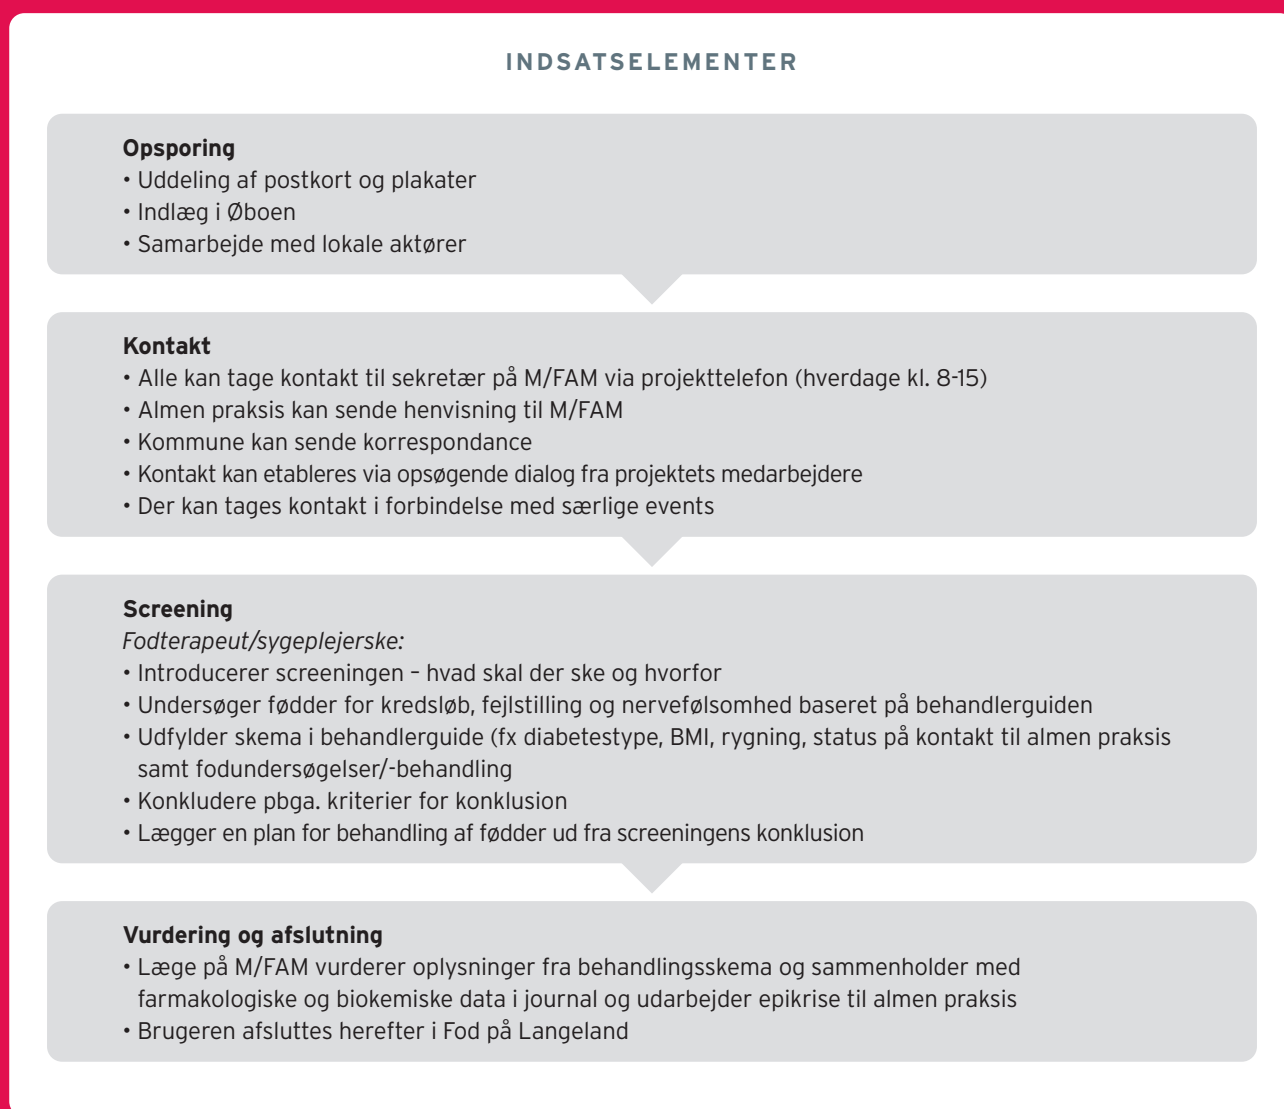 INDSATSELEMENTER
Opsporing
• Uddeling af postkort og plakater
• Indlæg i Øboen
• Samarbejde med lokale aktører
Kontakt
• Alle kan tage kontakt til sekretær på M/FAM via projekttelefon (hverdage kl. 8-15)
• Almen praksis kan sende henvisning til M/FAM
• Kommune kan sende korrespondance
• Kontakt kan etableres via opsøgende dialog fra projektets medarbejdere
• Der kan tages kontakt i forbindelse med særlige events
Screening
Fodterapeut/sygeplejerske:
• Introducerer screeningen – hvad skal der ske og hvorfor
• Undersøger fødder for kredsløb, fejlstilling og nervefølsomhed baseret på behandlerguiden
• Udfylder skema i behandlerguide (fx diabetestype, BMI, rygning, status på kontakt til almen praksis
samt fodundersøgelser/-behandling
• Konkludere pbga. kriterier for konklusion
• Lægger en plan for behandling af fødder ud fra screeningens konklusion
Vurdering og afslutning
• Læge på M/FAM vurderer oplysninger fra behandlingsskema og sammenholder med
farmakologiske og biokemiske data i journal og udarbejder epikrise til almen praksis
• Brugeren afsluttes herefter i Fod på Langeland